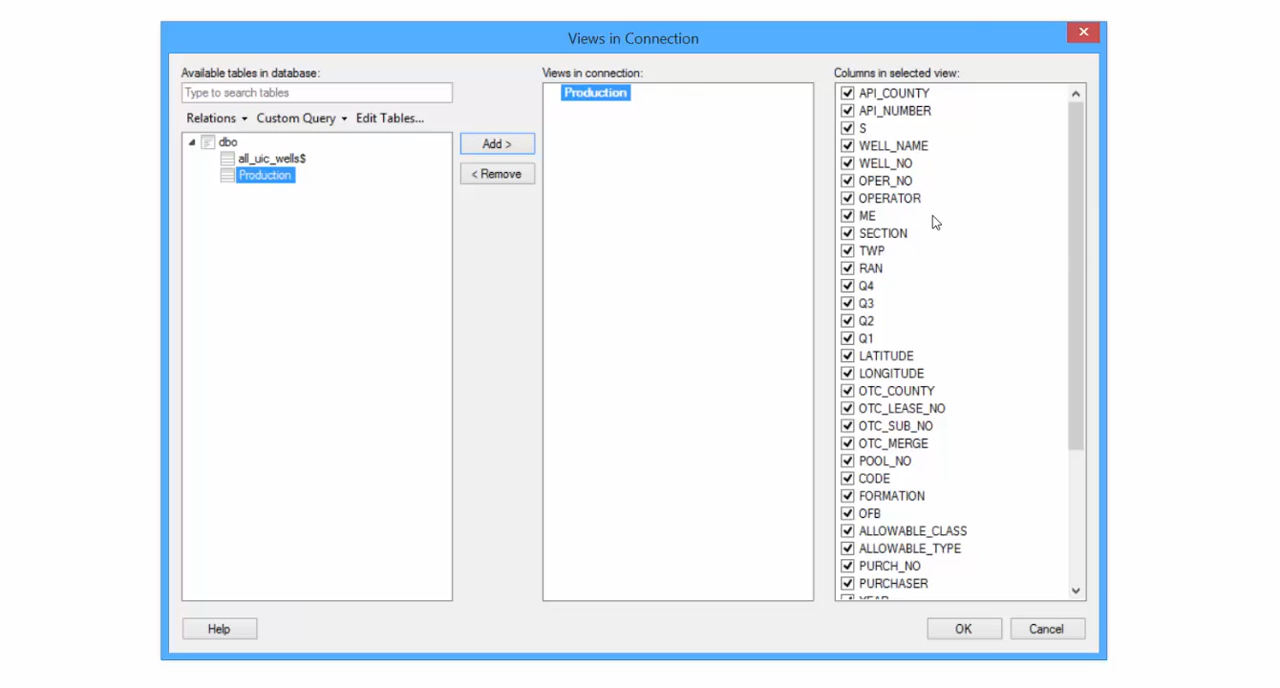 Views in Connection
Available tables in database:
Type to search tables
Relations
Custom Query
Edit Tables...
dbo
all_uic_wells$
Production
Add >
< Remove
Views in connection:
Production
Columns in selected view:
API_COUNTY
API_NUMBER
S
WELL_NAME
WELL_NO
OPER_NO
OPERATOR
ME
SECTION
TWP
RAN
Q4
Q3
Q2
Q1
LATITUDE
LONGITUDE
OTC_COUNTY
OTC_LEASE_NO
OTC_SUB_NO
OTC_MERGE
POOL_NO
CODE
FORMATION
OFB
ALLOWABLE_CLASS
ALLOWABLE_TYPE
PURCH_NO
PURCHASER
YEAR
Help
OK
Cancel